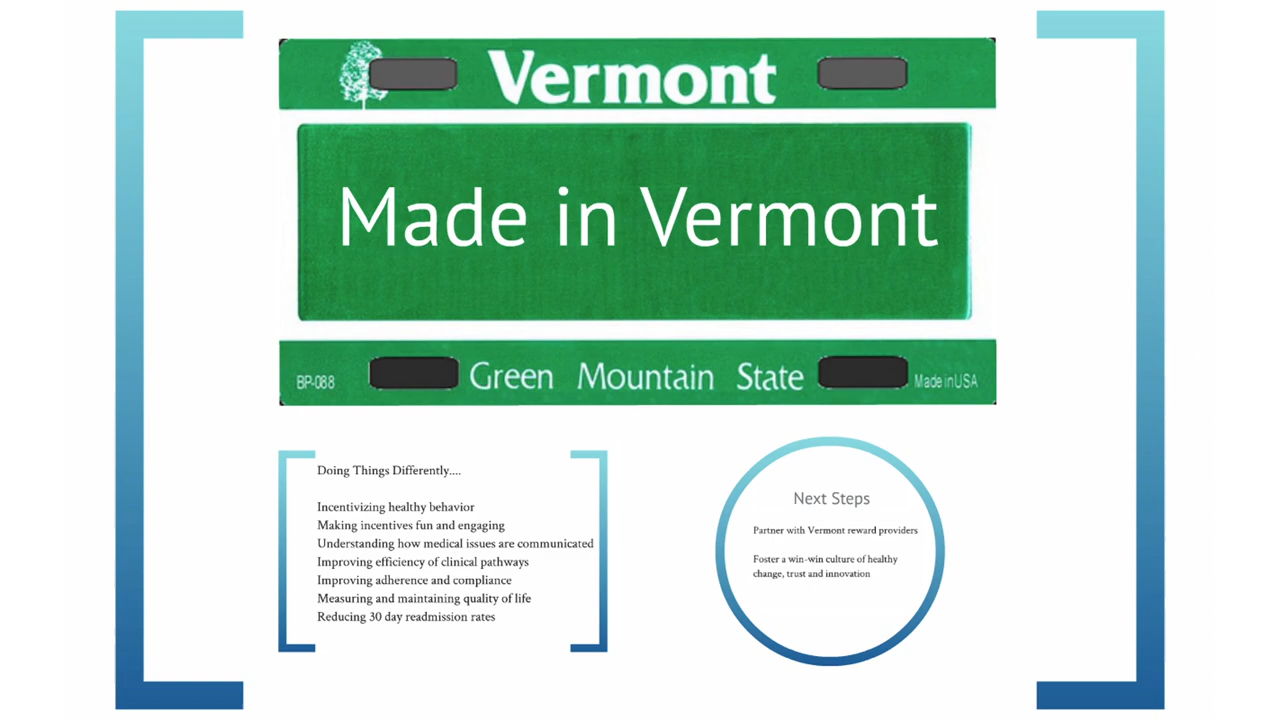 Vermont
Made in Vermont
BP-088
Green Mountain State
Made in USA
Doing Things Differently....
Incentivizing healthy behavior
Making incentives fun and engaging
Understanding how medical issues are communicated
Improving efficiency of clinical pathways
Improving adherence and compliance
Measuring and maintaining quality of life
Reducing 30 day readmission rates
Next Steps
Partner with Vermont reward providers
Foster a win-win culture of healthy
change, trust and innovation